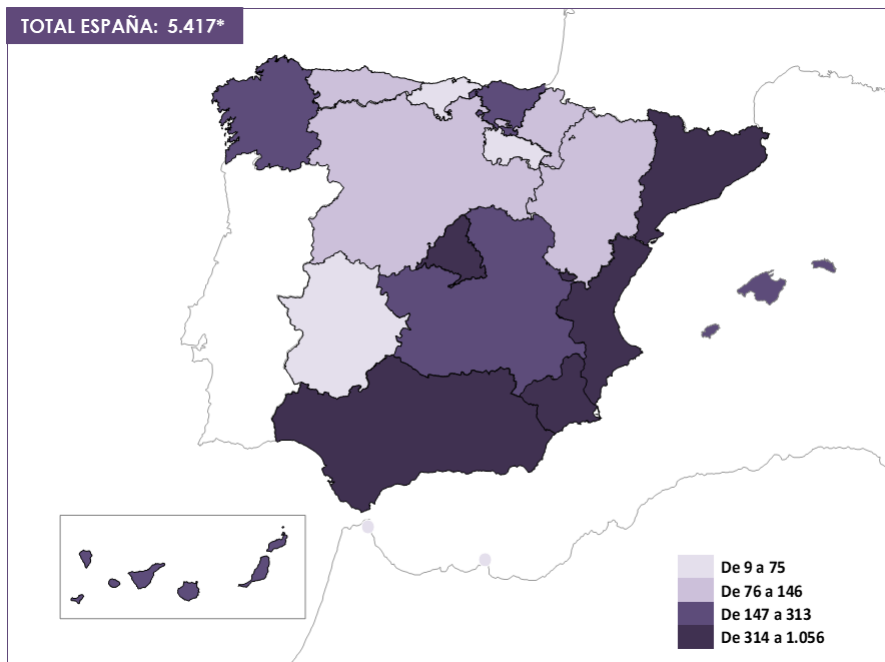 TOTAL ESPAÑA: 5.417*
De 9 a 75
De 76 a 146
De 147 a 313
De 314 a 1.056